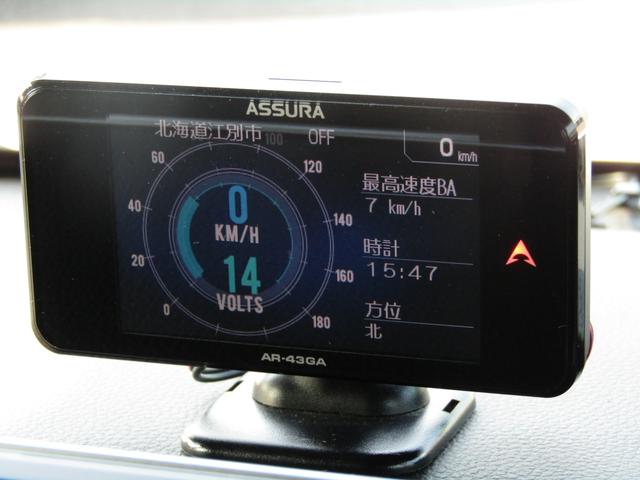 ASSURA
北海道江別市
OFF
0 km/h
0
20
40
60
100
120
140
160
180
0
KM/H
14
VOLTS
最高速度BA
7 km/h
時計
15:47
方位
北
AR-43GA